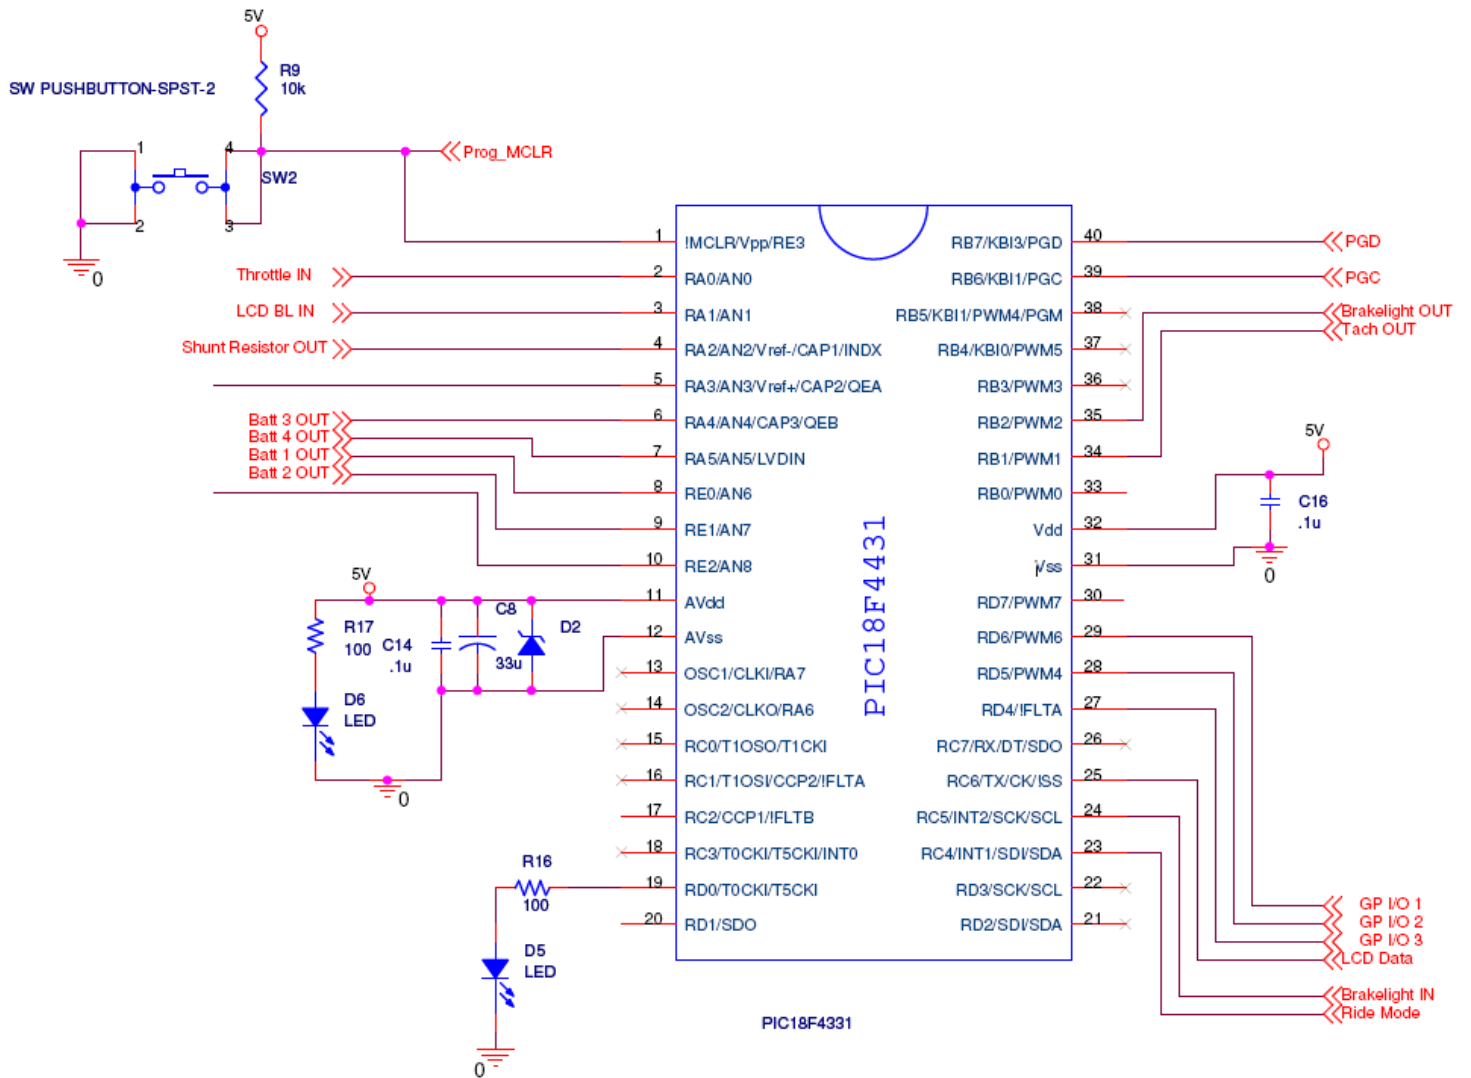 5V
R9
10k
SW PUSHBUTTON-SPST-2
1
4
Prog_MCLR
SW2
2
3
0
Throttle IN
LCD BL IN
Shunt Resistor OUT
Batt 3 OUT
Batt 4 OUT
Batt 1 OUT
Batt 2 OUT
1 !MCLR/Vpp/RE3
2 RA0/AN0
3 RA1/AN1
4 RA2/AN2/Vref-/CAP1/INDX
5 RA3/AN3/Vref+/CAP2/QEA
6 RA4/AN4/CAP3/QEB
7 RA5/AN5/LVDIN
8 RE0/AN6
9 RE1/AN7
10 RE2/AN8
11 AVdd
12 AVss
13 OSC1/CLKI/RA7
14 OSC2/CLKO/RA6
15 RC0/T1OSO/T1CKI
16 RC1/T1OSI/CCP2/!FLTA
17 RC2/CCP1/!FLTB
18 RC3/T0CKI/T5CKI/INT0
19 RD0/T0CKI/T5CKI
20 RD1/SDO
PIC18F4431
RB7/KBI3/PGD 40
RB6/KBI1/PGC 39
RB5/KBI1/PWM4/PGM 38
RB4/KBI0/PWM5 37
RB3/PWM3 36
RB2/PWM2 35
RB1/PWM1 34
RB0/PWM0 33
Vdd 32
Vss 31
RD7/PWM7 30
RD6/PWM6 29
RD5/PWM4 28
RD4/!FLTA 27
RC7/RX/DT/SDO 26
RC6/TX/CK/!SS 25
RC5/INT2/SCK/SCL 24
RC4/INT1/SDI/SDA 23
RD3/SCK/SCL 22
RD2/SDI/SDA 21
PGD
PGC
Brakelight OUT
Tach OUT
5V
C16
.1u
0
5V
R17
100
C14
.1u
C8
33u
D2
D6
LED
0
R16
100
D5
LED
0
GP I/O 1
GP I/O 2
GP I/O 3
LCD Data
Brakelight IN
Ride Mode
PIC18F4331